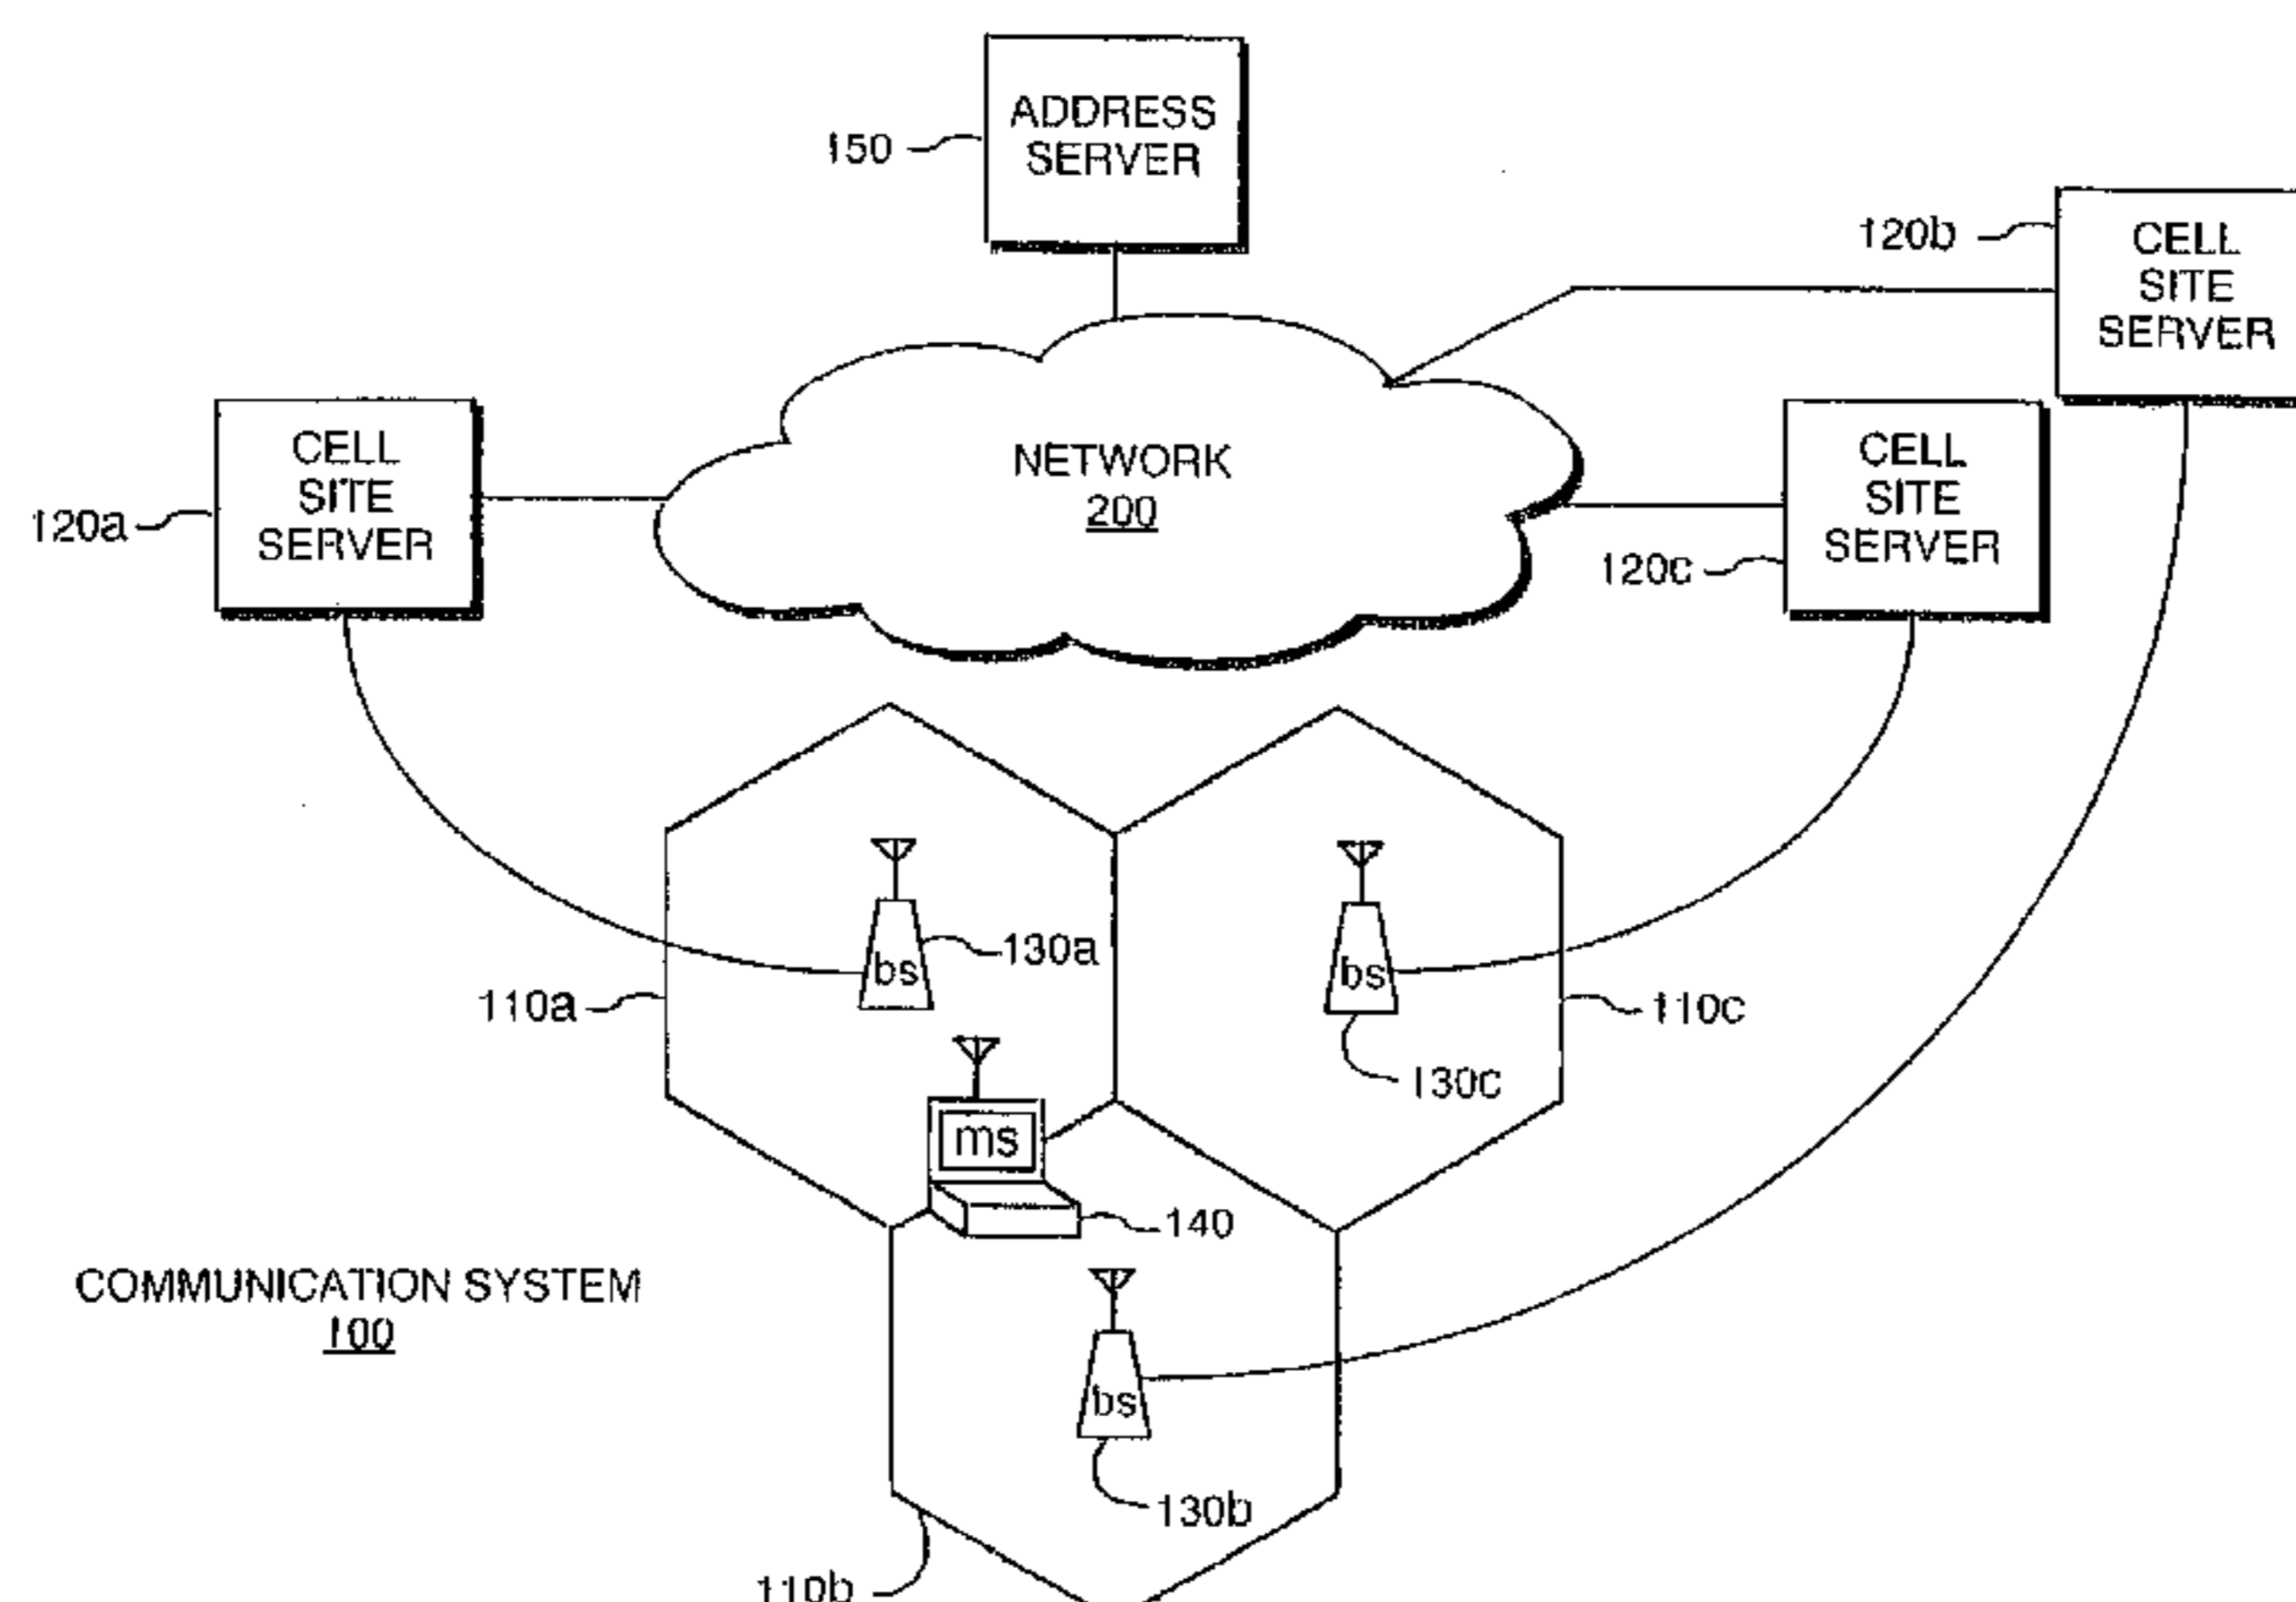 ADDRESS
SERVER
150
120b
CELL
SITE
SERVER
CELL
SITE
SERVER
120a
NETWORK
200
CELL
SITE
SERVER
120c
bs
130a
110a
bs
110c
130c
ms
140
COMMUNICATION SYSTEM
100
bs
130b
110b